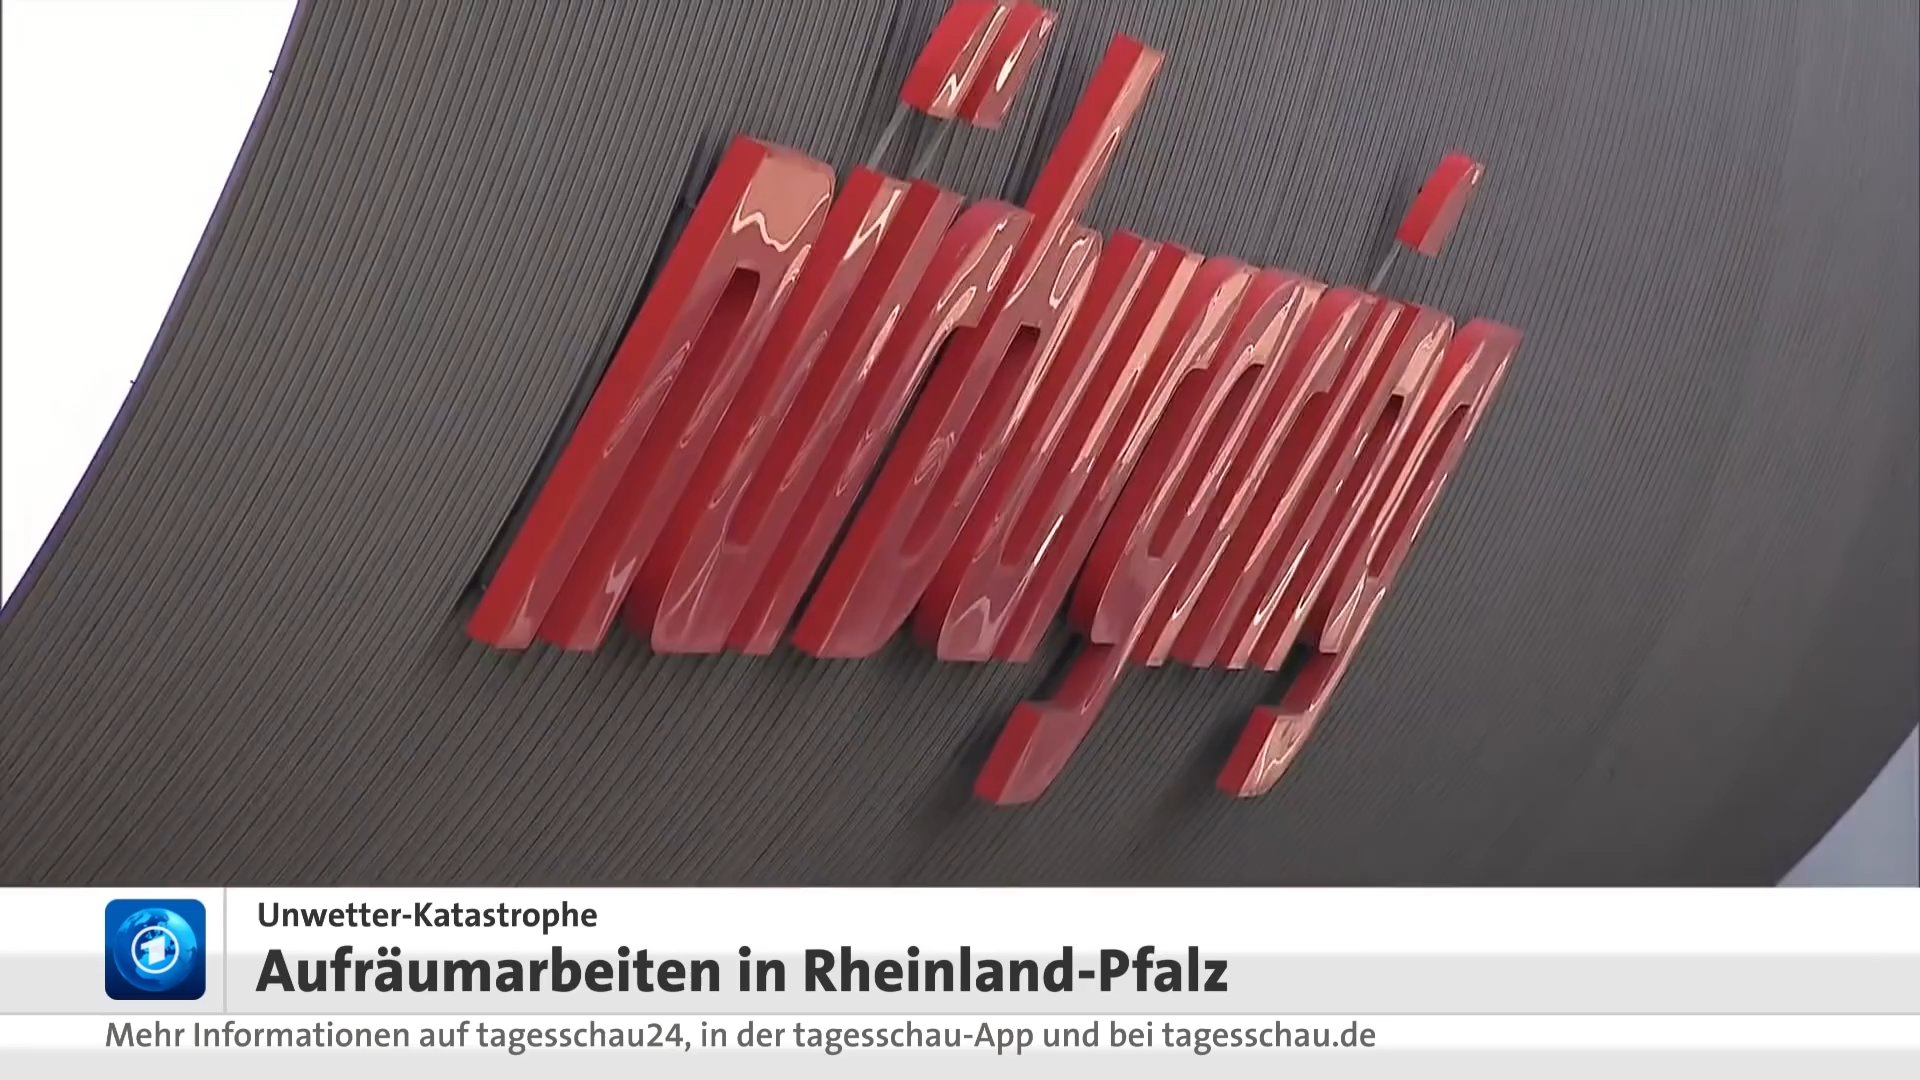 nürburgring
Unwetter-Katastrophe
1
Aufräumarbeiten in Rheinland-Pfalz
Mehr Informationen auf tagesschau24, in der tagesschau-App und bei tagesschau.de